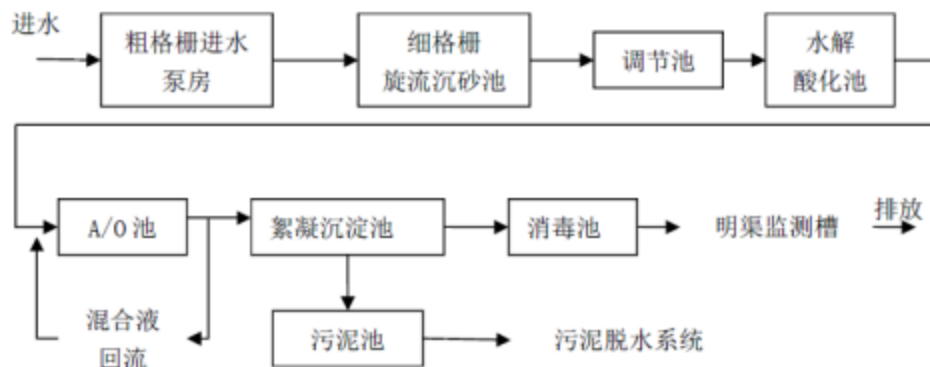 进水
粗格栅进水
泵房
细格栅
旋流沉砂池
调节池
水解
酸化池
A/O 池
絮凝沉淀池
消毒池
明渠监测槽
排放
混合液
回流
污泥池
污泥脱水系统